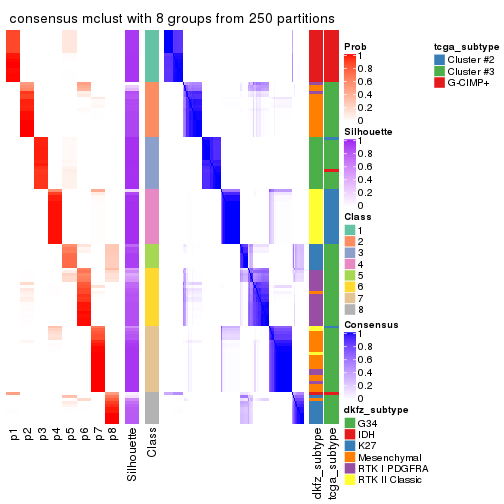 consensus mclust with 8 groups from 250 partitions
Prob
1
0.8
0.6
0.4
0.2
0
Silhouette
1
0.8
0.6
0.4
0.2
0
Class
1
2
3
4
5
6
7
8
Consensus
1
0.8
0.6
0.4
0.2
0
dkfz_subtype
G34
IDH
K27
Mesenchymal
RTK I PDGFRA
RTK II Classic
tcga_subtype
Cluster #2
Cluster #3
G-CIMP+
p1
p2
p3
p4
p5
p6
p7
p8
Silhouette
Class
dkfz_subtype
tcga_subtype